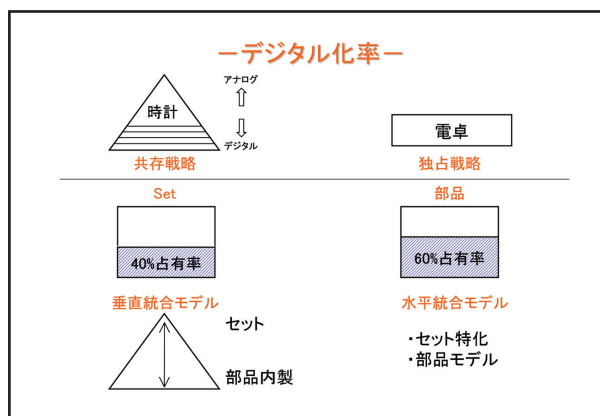 ーデジタル化率ー
アナログ
時計
デジタル
電卓
共存戦略
独占戦略
Set
部品
40%占有率
60%占有率
垂直統合モデル
水平統合モデル
セット
部品内製
・セット特化
・部品モデル